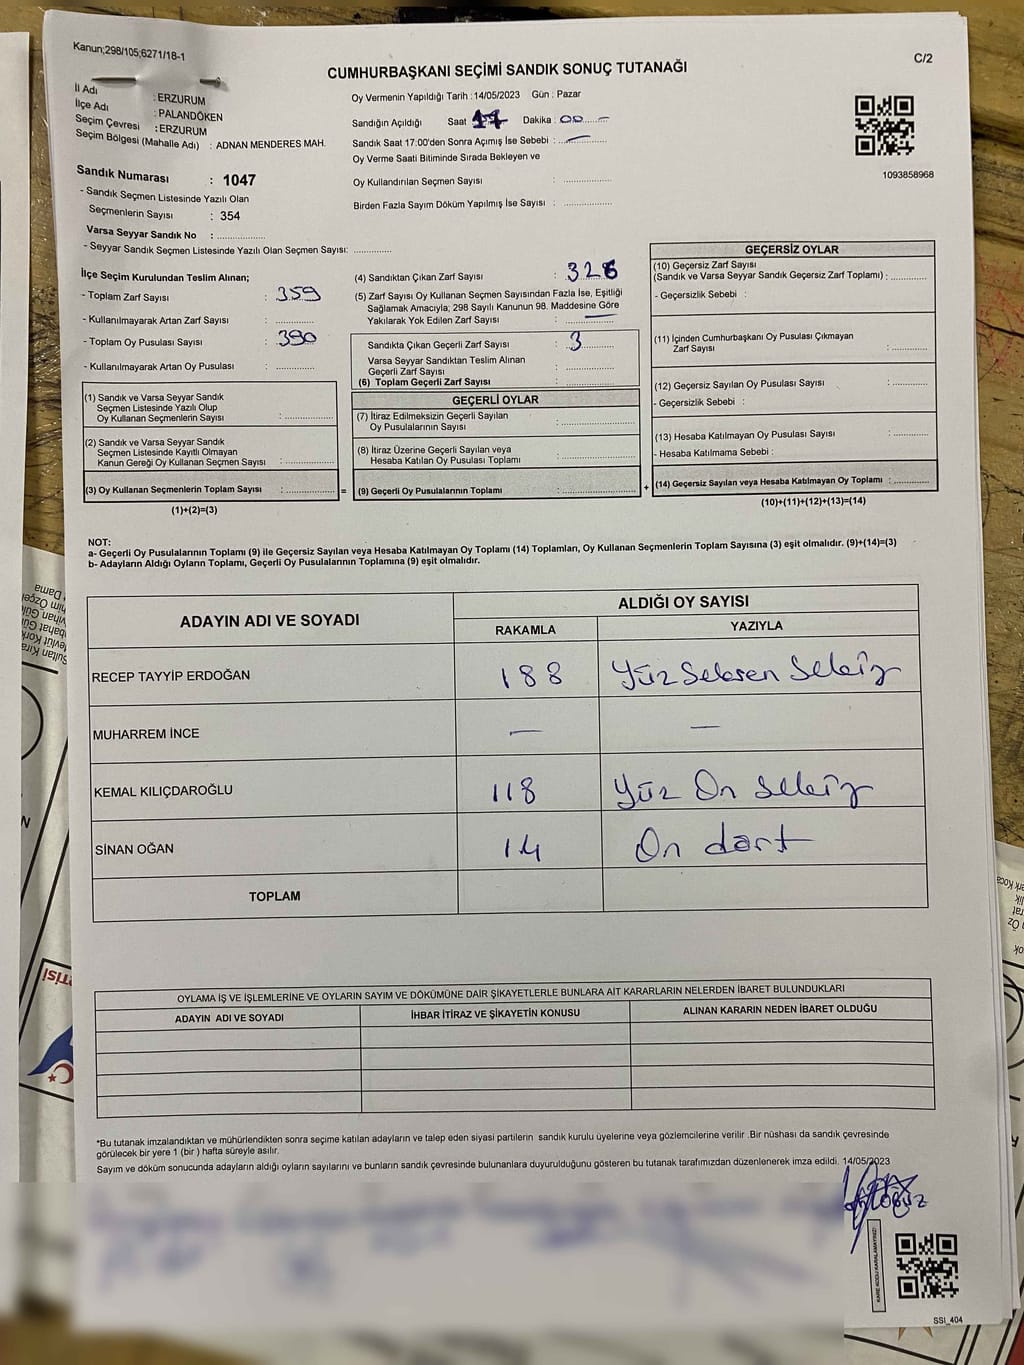 Kanun;298/105;6271/18-1
C/2
CUMHURBAŞKANI SEÇİMİ SANDIK SONUÇ TUTANAĞI
İl Adı : ERZURUM
İlçe Adı : PALANDÖKEN
Seçim Çevresi : ERZURUM
Seçim Bölgesi (Mahalle Adı) : ADNAN MENDERES MAH.
Oy Vermenin Yapıldığı Tarih : 14/05/2023 Gün : Pazar
Sandığın Açıldığı Saat 17 Dakika : 00
Sandık Saat 17:00'den Sonra Açımış İse Sebebi : —
Oy Verme Saati Bitiminde Sırada Bekleyen ve
Oy Kullandırılan Seçmen Sayısı : ..............
Birden Fazla Sayım Döküm Yapılmış İse Sayısı : ..............
1093858968
Sandık Numarası : 1047
- Sandık Seçmen Listesinde Yazılı Olan
Seçmenlerin Sayısı : 354
Varsa Seyyar Sandık No : ..............
- Seyyar Sandık Seçmen Listesinde Yazılı Olan Seçmen Sayısı: ..............
İlçe Seçim Kurulundan Teslim Alınan;
- Toplam Zarf Sayısı : 359
- Kullanılmayarak Artan Zarf Sayısı : ..............
- Toplam Oy Pusulası Sayısı : 390
- Kullanılmayarak Artan Oy Pusulası : ..............
(1) Sandık ve Varsa Seyyar Sandık
Seçmen Listesinde Yazılı Olup
Oy Kullanan Seçmenlerin Sayısı : ..............
(2) Sandık ve Varsa Seyyar Sandık
Seçmen Listesinde Kayıtlı Olmayan
Kanun Gereği Oy Kullanan Seçmen Sayısı : ..............
(3) Oy Kullanan Seçmenlerin Toplam Sayısı : ..............
(1)+(2)=(3)
=
(4) Sandıktan Çıkan Zarf Sayısı : 326
(5) Zarf Sayısı Oy Kullanan Seçmen Sayısından Fazla İse, Eşitliği
Sağlamak Amacıyla; 298 Sayılı Kanunun 98. Maddesine Göre
Yakılarak Yok Edilen Zarf Sayısı : —
Sandıkta Çıkan Geçerli Zarf Sayısı : 3
Varsa Seyyar Sandıktan Teslim Alınan
Geçerli Zarf Sayısı : ..............
(6) Toplam Geçerli Zarf Sayısı : ..............
GEÇERLİ OYLAR
(7) İtiraz Edilmeksizin Geçerli Sayılan
Oy Pusulalarının Sayısı : ..............
(8) İtiraz Üzerine Geçerli Sayılan veya
Hesaba Katılan Oy Pusulası Toplamı : ..............
(9) Geçerli Oy Pusulalarının Toplamı : ..............
+
GEÇERSİZ OYLAR
(10) Geçersiz Zarf Sayısı
(Sandık ve Varsa Seyyar Sandık Geçersiz Zarf Toplamı) : ..............
- Geçersizlik Sebebi :
(11) İçinden Cumhurbaşkanı Oy Pusulası Çıkmayan
Zarf Sayısı : ..............
(12) Geçersiz Sayılan Oy Pusulası Sayısı : ..............
- Geçersizlik Sebebi :
(13) Hesaba Katılmayan Oy Pusulası Sayısı : ..............
- Hesaba Katılmama Sebebi :
(14) Geçersiz Sayılan veya Hesaba Katılmayan Oy Toplamı : ..............
(10)+(11)+(12)+(13)=(14)
NOT:
a- Geçerli Oy Pusulalarının Toplamı (9) ile Geçersiz Sayılan veya Hesaba Katılmayan Oy Toplamı (14) Toplamları, Oy Kullanan Seçmenlerin Toplam Sayısına (3) eşit olmalıdır. (9)+(14)=(3)
b- Adayların Aldığı Oyların Toplamı, Geçerli Oy Pusulalarının Toplamına (9) eşit olmalıdır.
ADAYIN ADI VE SOYADI
ALDIĞI OY SAYISI
RAKAMLA YAZIYLA
RECEP TAYYİP ERDOĞAN 188 Yüz Seksen Sekiz
MUHARREM İNCE — —
KEMAL KILIÇDAROĞLU 118 Yüz On Sekiz
SİNAN OĞAN 14 On dört
TOPLAM
OYLAMA İŞ VE İŞLEMLERİNE VE OYLARIN SAYIM VE DÖKÜMÜNE DAİR ŞİKAYETLERLE BUNLARA AİT KARARLARIN NELERDEN İBARET BULUNDUKLARI
ADAYIN ADI VE SOYADI İHBAR İTİRAZ VE ŞİKAYETİN KONUSU ALINAN KARARIN NEDEN İBARET OLDUĞU
*Bu tutanak imzalandıktan ve mühürlendikten sonra seçime katılan adayların ve talep eden siyasi partilerin sandık kurulu üyelerine veya gözlemcilerine verilir .Bir nüshası da sandık çevresinde
görülecek bir yere 1 (bir ) hafta süreyle asılır.
Sayım ve döküm sonucunda adayların aldığı oyların sayılarını ve bunların sandık çevresinde bulunanlara duyurulduğunu gösteren bu tutanak tarafımızdan düzenlenerek imza edildi. 14/05/2023
KARE KODU KARALAMAYINIZ!
SSI_404